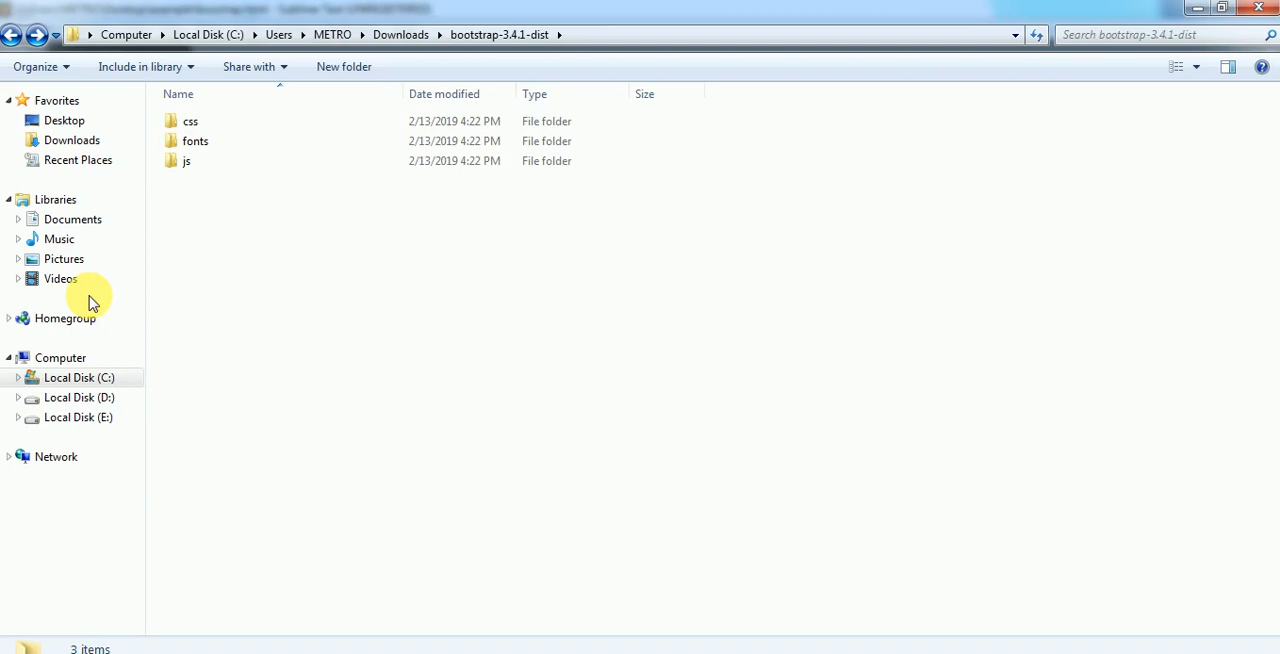 Computer Local Disk (C:) Users METRO Downloads bootstrap-3.4.1-dist Search bootstrap-3.4.1-dist
Organize Include in library Share with New folder
Name Date modified Type Size
Favorites
Desktop
Downloads
Recent Places
Libraries
Documents
Music
Pictures
Videos
Homegroup
Computer
Local Disk (C:)
Local Disk (D:)
Local Disk (E:)
Network
css 2/13/2019 4:22 PM File folder
fonts 2/13/2019 4:22 PM File folder
js 2/13/2019 4:22 PM File folder
3 items